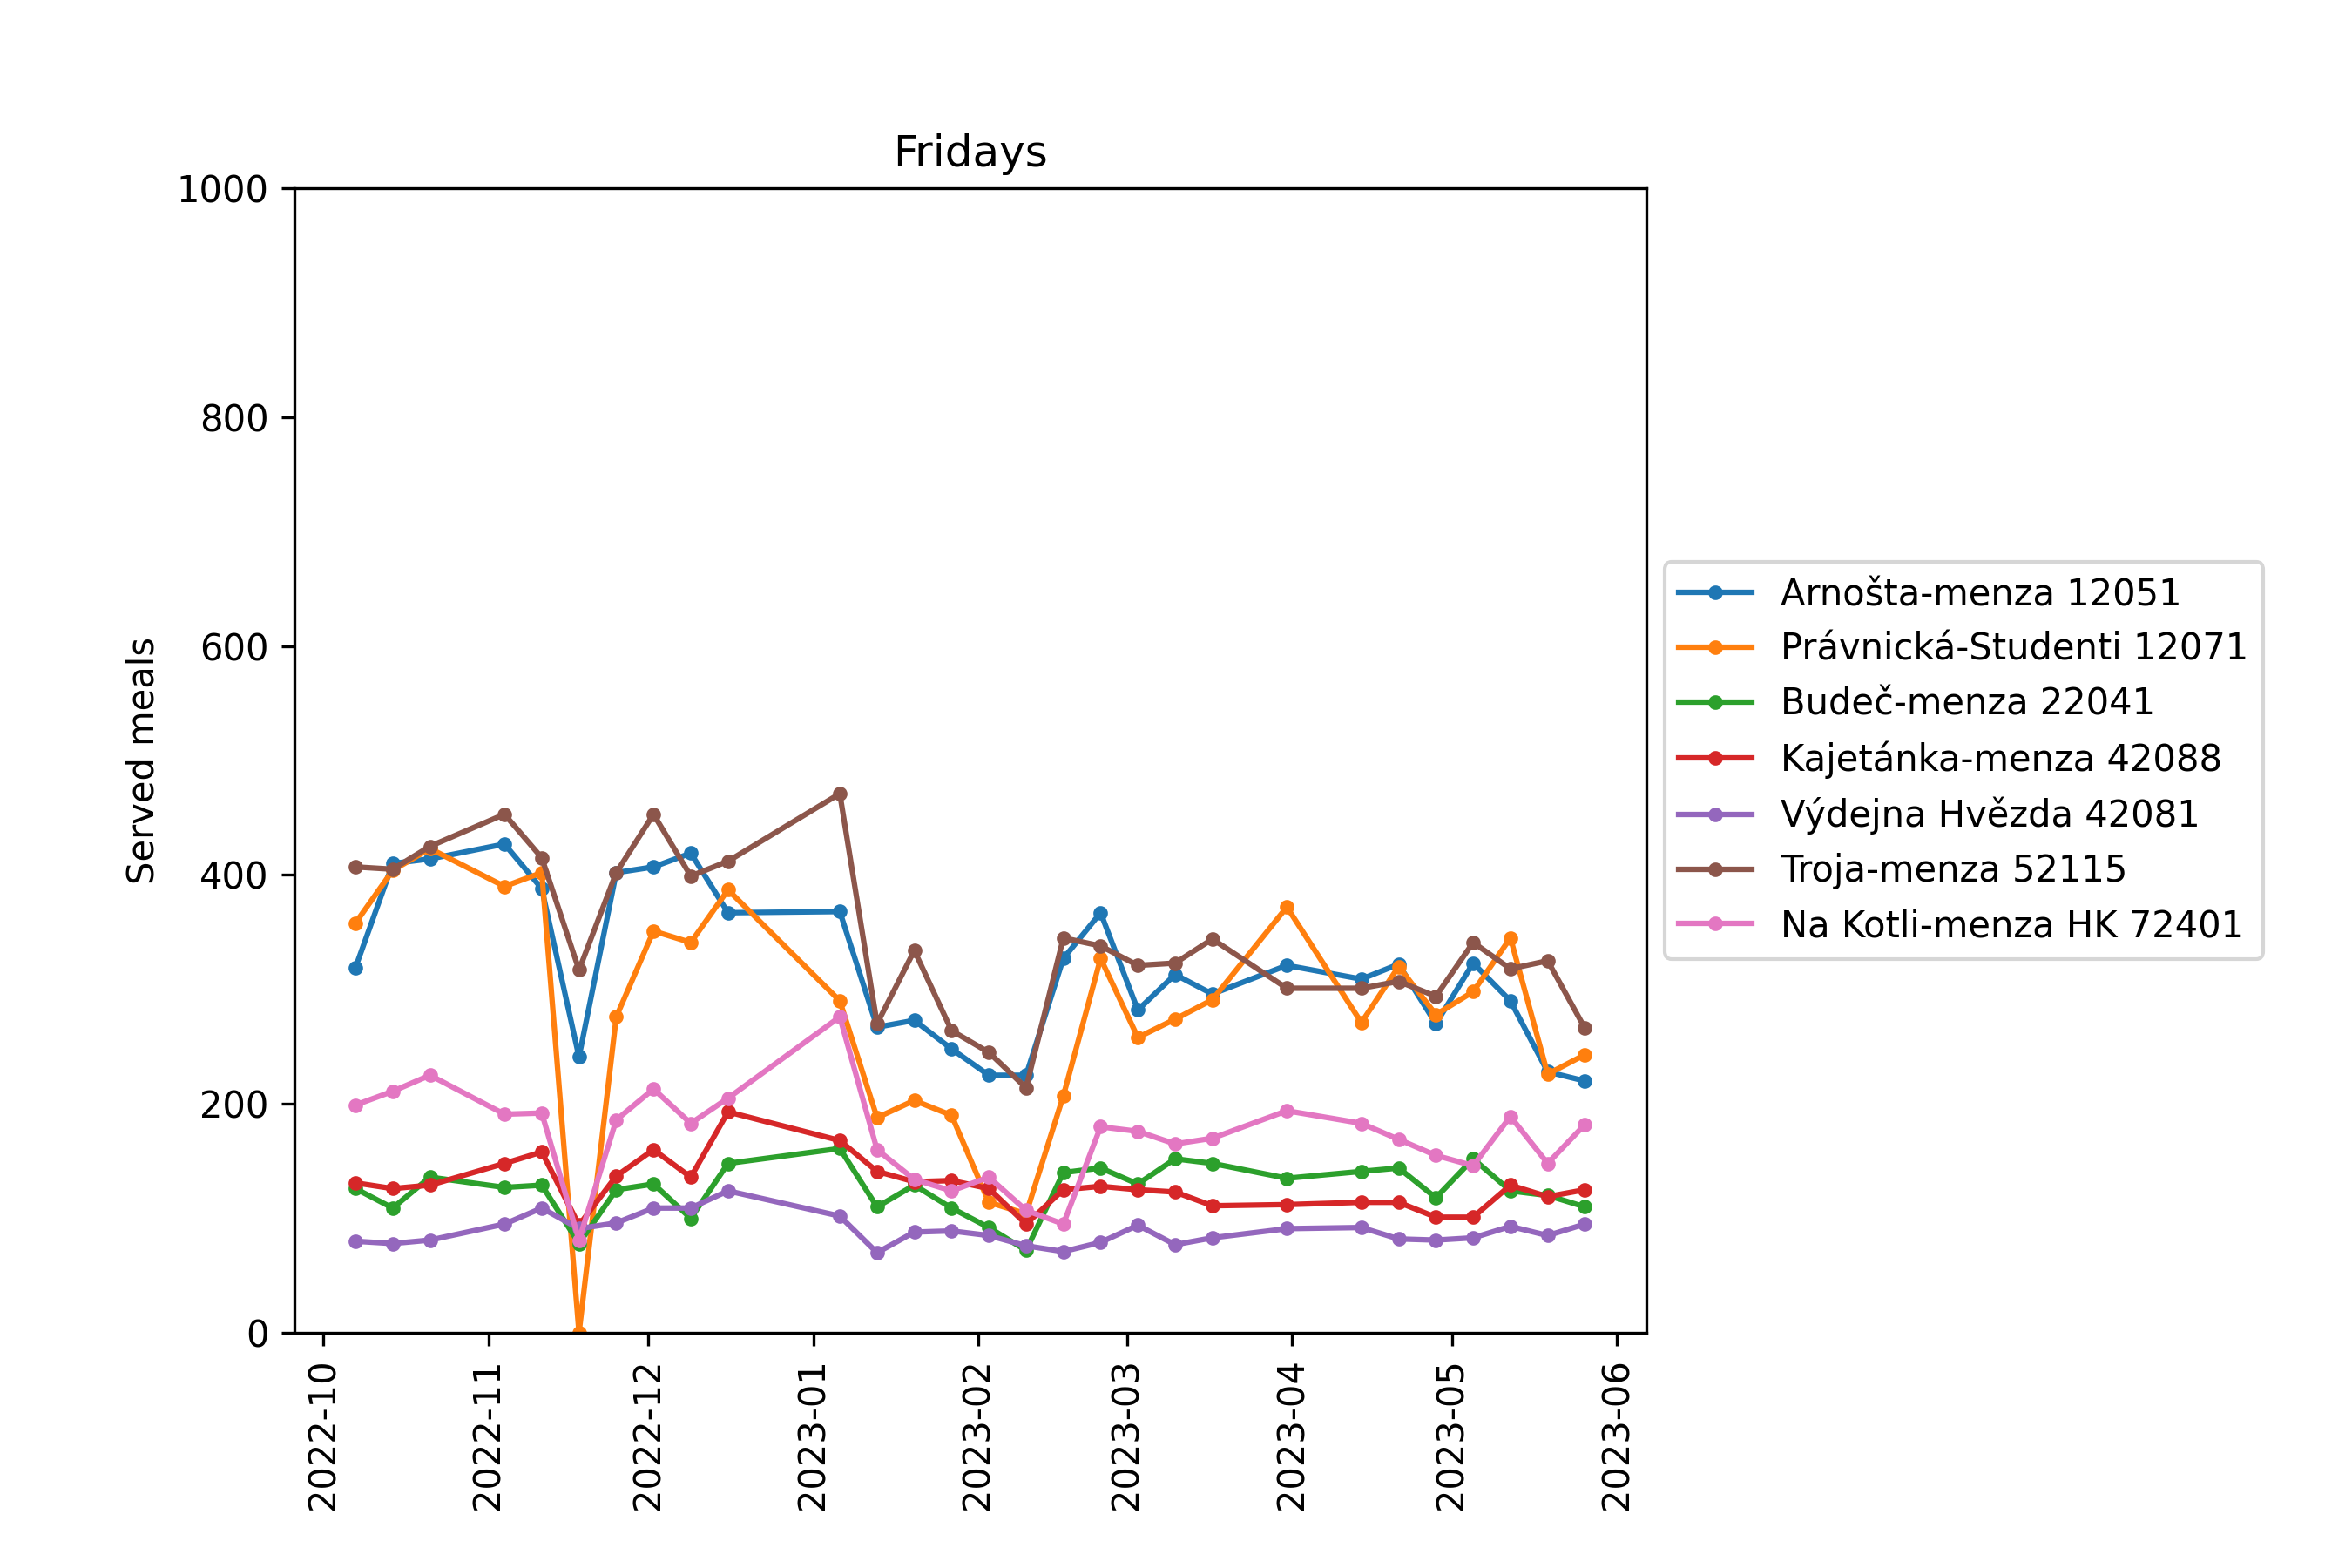 Fridays
1000
800
600
400
200
0
Served meals
2022-10
2022-11
2022-12
2023-01
2023-02
2023-03
2023-04
2023-05
2023-06
Arnošta-menza 12051
Právnická-Studenti 12071
Budeč-menza 22041
Kajetánka-menza 42088
Výdejna Hvězda 42081
Troja-menza 52115
Na Kotli-menza HK 72401